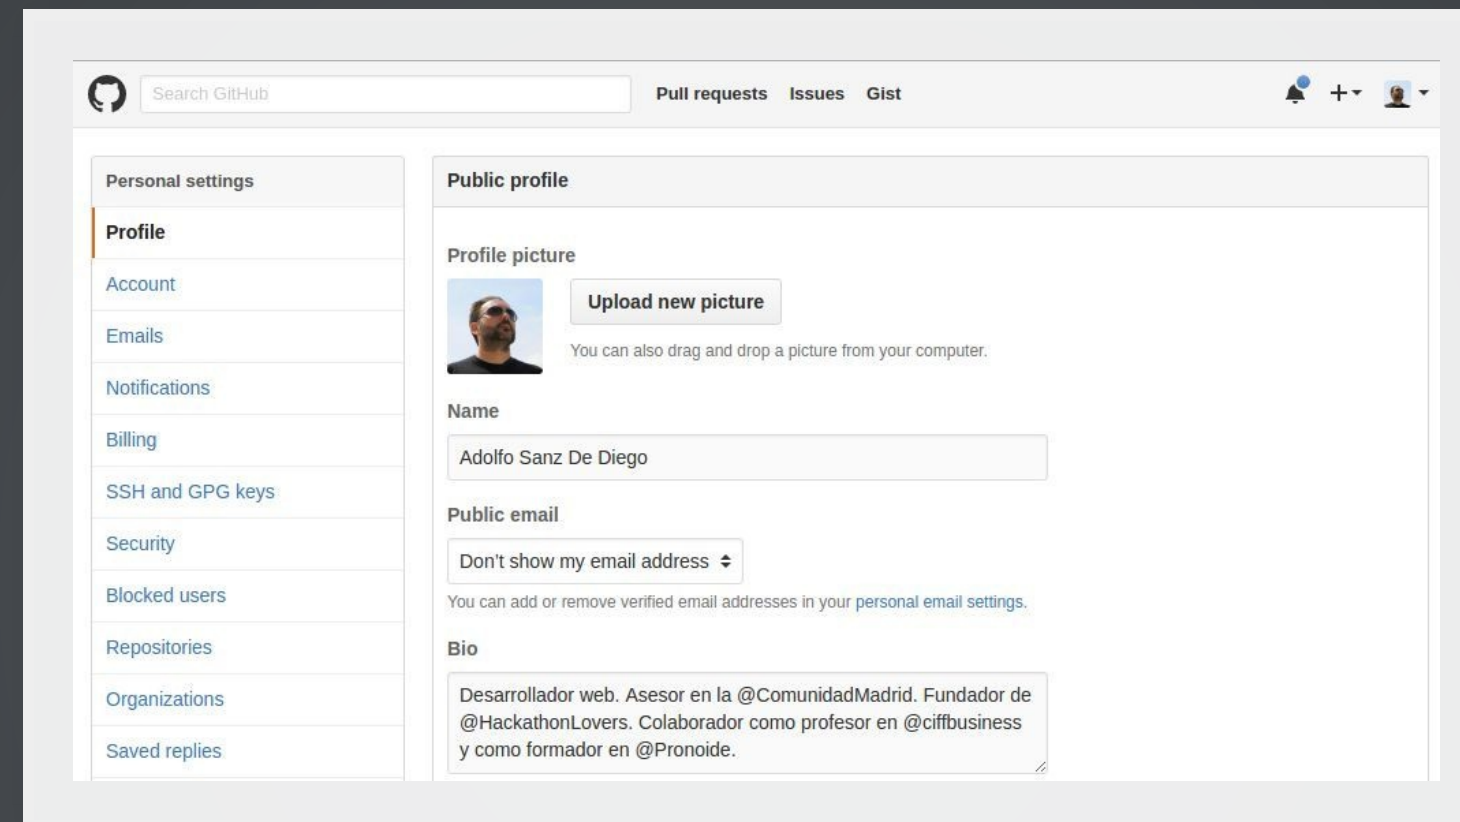 Search GitHub
Pull requests Issues Gist
Personal settings
Profile
Account
Emails
Notifications
Billing
SSH and GPG keys
Security
Blocked users
Repositories
Organizations
Saved replies
Public profile
Profile picture
Upload new picture
You can also drag and drop a picture from your computer.
Name
Adolfo Sanz De Diego
Public email
Don't show my email address
You can add or remove verified email addresses in your personal email settings.
Bio
Desarrollador web. Asesor en la @ComunidadMadrid. Fundador de
@HackathonLovers. Colaborador como profesor en @ciffbusiness
y como formador en @Pronoide.